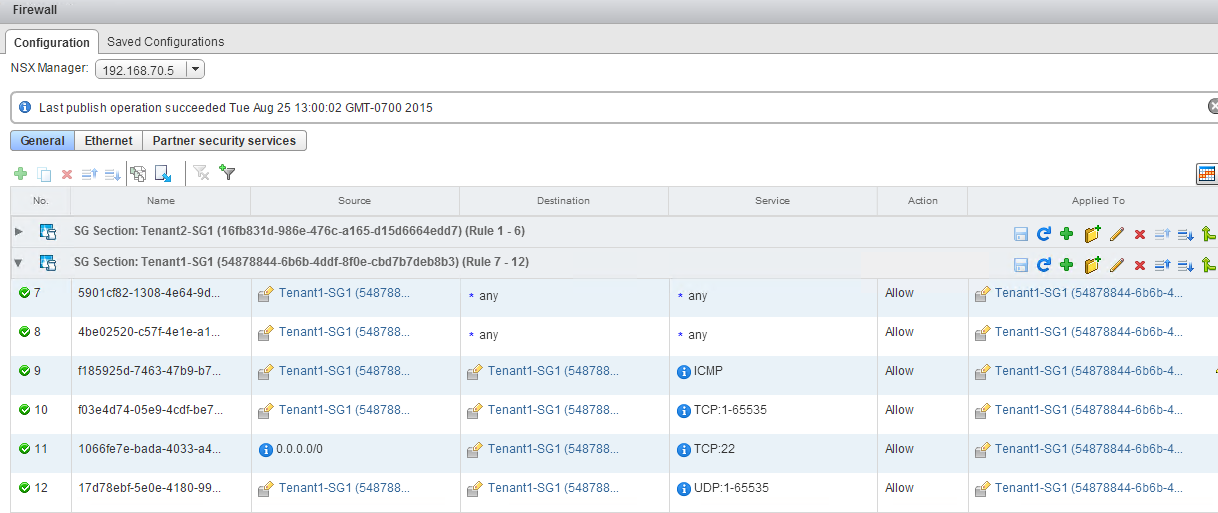 Firewall
Configuration Saved Configurations
NSX Manager: 192.168.70.5
Last publish operation succeeded Tue Aug 25 13:00:02 GMT-0700 2015
General Ethernet Partner security services
No. Name Source Destination Service Action Applied To
SG Section: Tenant2-SG1 (16fb831d-986e-476c-a165-d15d6664edd7) (Rule 1 - 6)
SG Section: Tenant1-SG1 (54878844-6b6b-4ddf-8f0e-cbd7b7deb8b3) (Rule 7 - 12)
7 5901cf82-1308-4e64-9d... Tenant1-SG1 (548788... * any * any Allow Tenant1-SG1 (54878844-6b6b-4...
8 4be02520-c57f-4e1e-a1... Tenant1-SG1 (548788... * any * any Allow Tenant1-SG1 (54878844-6b6b-4...
9 f185925d-7463-47b9-b7... Tenant1-SG1 (548788... Tenant1-SG1 (548788... ICMP Allow Tenant1-SG1 (54878844-6b6b-4...
10 f03e4d74-05e9-4cdf-be7... Tenant1-SG1 (548788... Tenant1-SG1 (548788... TCP:1-65535 Allow Tenant1-SG1 (54878844-6b6b-4...
11 1066fe7e-bada-4033-a4... 0.0.0.0/0 Tenant1-SG1 (548788... TCP:22 Allow Tenant1-SG1 (54878844-6b6b-4...
12 17d78ebf-5e0e-4180-99... Tenant1-SG1 (548788... Tenant1-SG1 (548788... UDP:1-65535 Allow Tenant1-SG1 (54878844-6b6b-4...